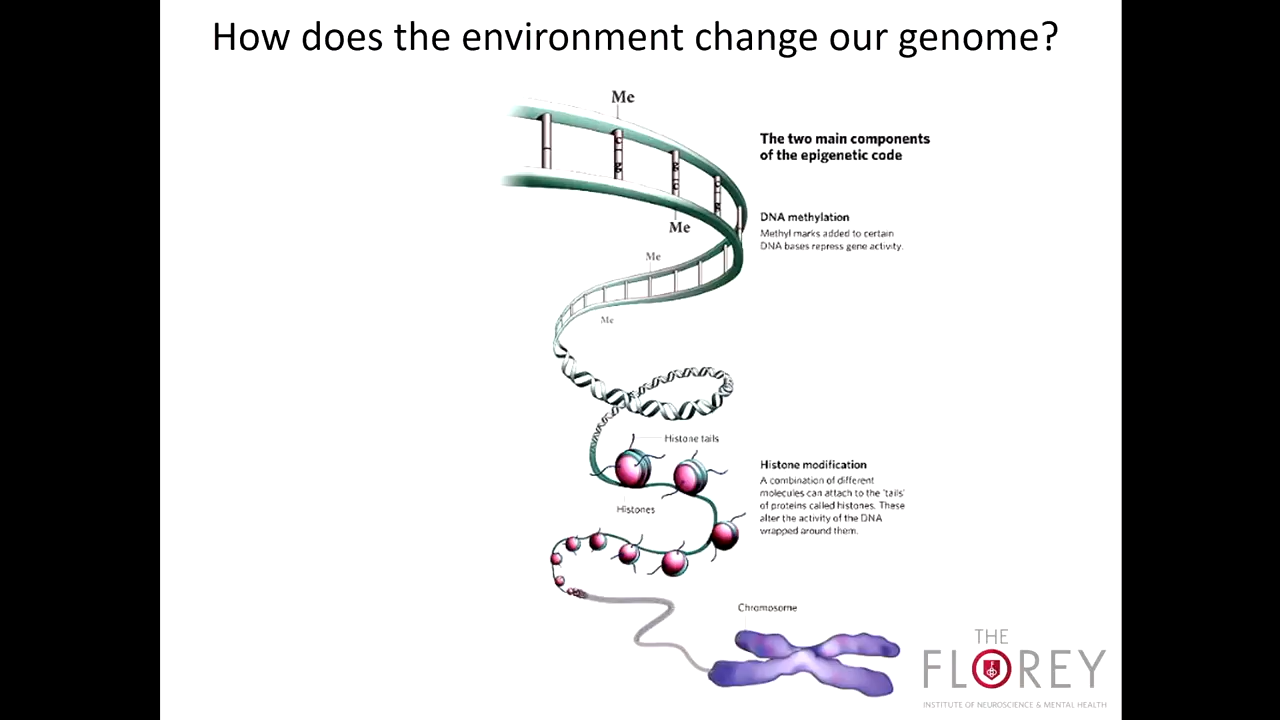 How does the environment change our genome?
Me
The two main components
of the epigenetic code
c
g
g
c
c
g
DNA methylation
Methyl marks added to certain
DNA bases repress gene activity.
Me
Me
Me
Histone tails
Histone modification
A combination of different
molecules can attach to the 'tails'
of proteins called histones. These
alter the activity of the DNA
wrapped around them.
Histones
Chromosome
THE
FLOREY
INSTITUTE OF NEUROSCIENCE & MENTAL HEALTH